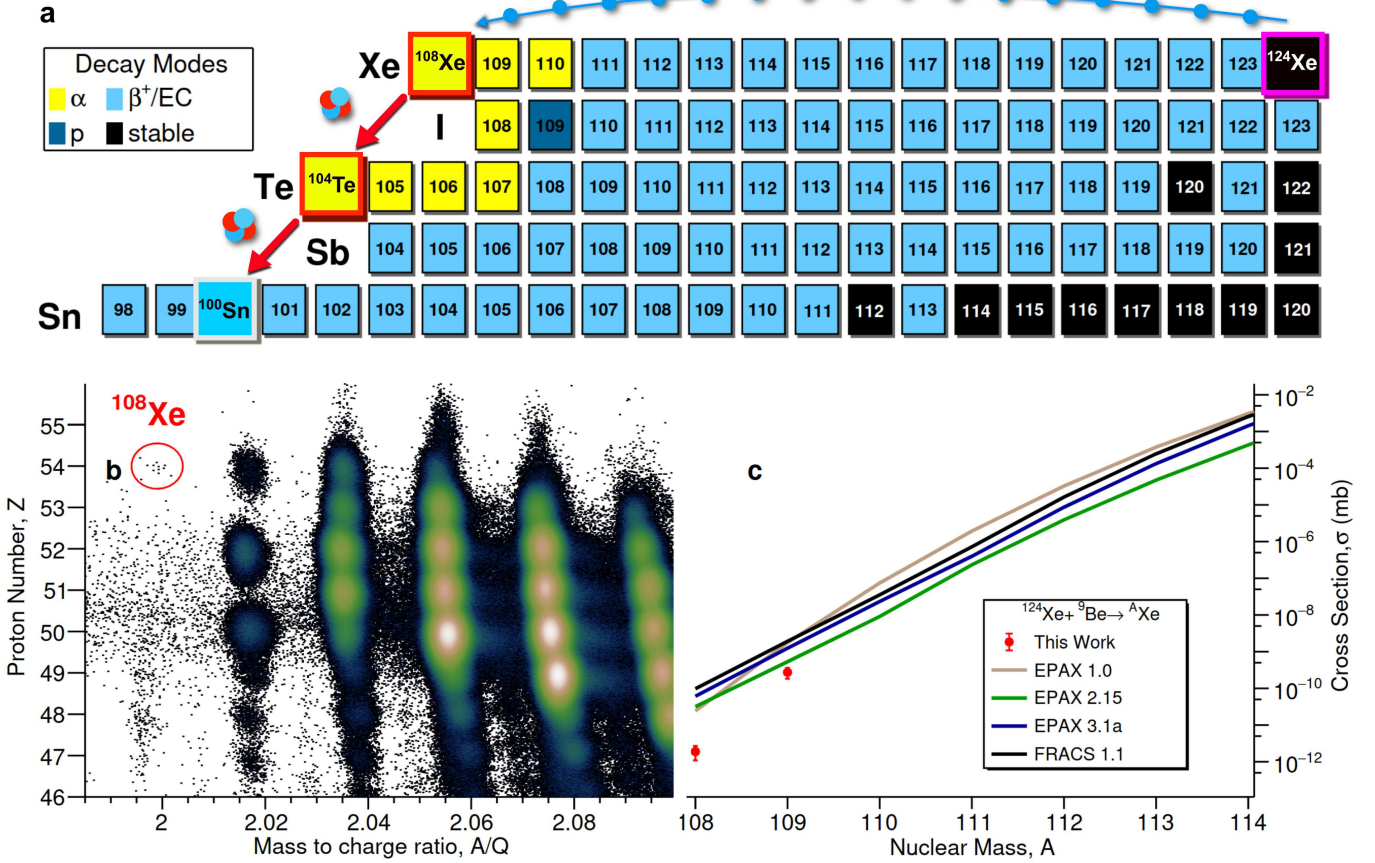 a
Decay Modes
α β⁺/EC
p stable
Xe ¹⁰⁸Xe 109 110 111 112 113 114 115 116 117 118 119 120 121 122 123 ¹²⁴Xe
I 108 109 110 111 112 113 114 115 116 117 118 119 120 121 122 123
Te ¹⁰⁴Te 105 106 107 108 109 110 111 112 113 114 115 116 117 118 119 120 121 122
Sb 104 105 106 107 108 109 110 111 112 113 114 115 116 117 118 119 120 121
Sn 98 99 ¹⁰⁰Sn 101 102 103 104 105 106 107 108 109 110 111 112 113 114 115 116 117 118 119 120
b
¹⁰⁸Xe
Proton Number, Z
55
54
53
52
51
50
49
48
47
46
2 2.02 2.04 2.06 2.08
Mass to charge ratio, A/Q
c
¹²⁴Xe+ ⁹Be→ ᴬXe
This Work
EPAX 1.0
EPAX 2.15
EPAX 3.1a
FRACS 1.1
10⁻²
10⁻⁴
10⁻⁶
10⁻⁸
10⁻¹⁰
10⁻¹²
Cross Section,σ (mb)
108 109 110 111 112 113 114
Nuclear Mass, A